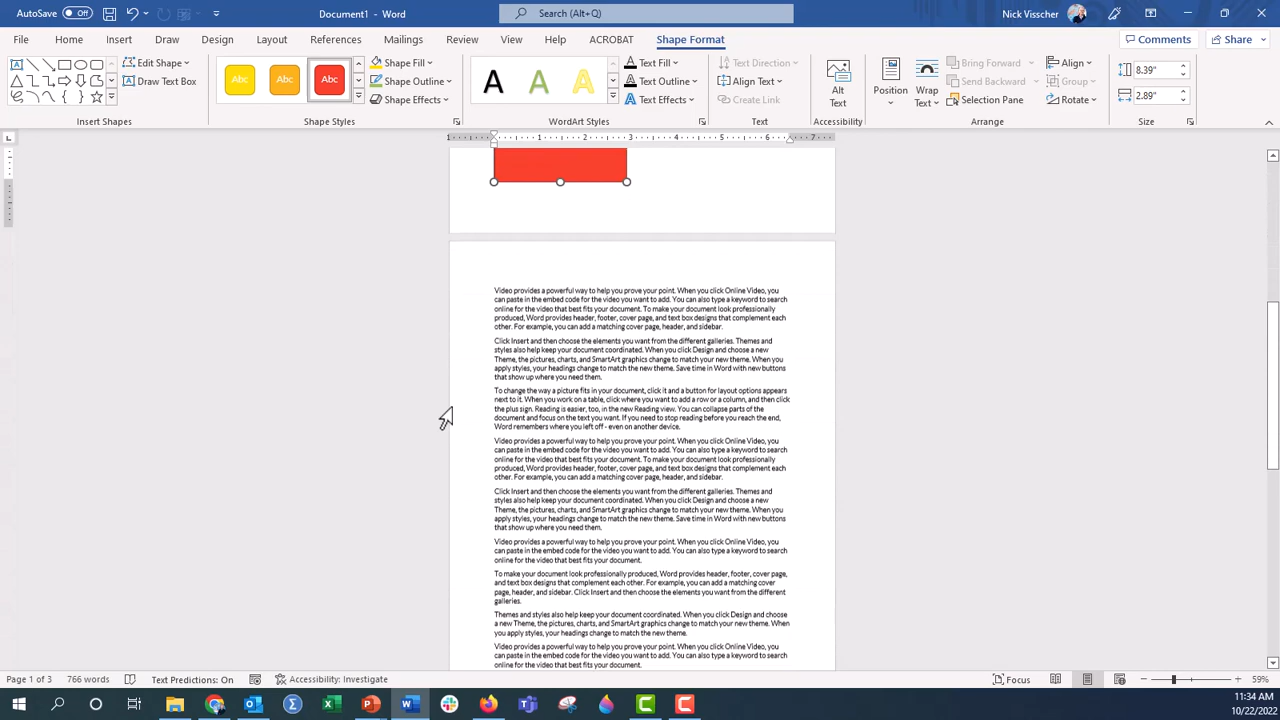 AutoSave Off Document1 - Word Search (Alt+Q) Nick Visscher
File Home Insert Draw Design Layout References Mailings Review View Help ACROBAT Shape Format Comments Share
Edit Shape Abc Abc Abc Shape Fill A A A Text Fill Text Direction Bring Forward Align 8.39"
Draw Text Box Shape Outline Text Outline Align Text Alt Text Position Wrap Text Send Backward Group 2.89"
Shape Effects Text Effects Create Link Selection Pane Rotate
Insert Shapes Shape Styles WordArt Styles Text Accessibility Arrange Size
1 1 2 3 4 5 6 7
Video provides a powerful way to help you prove your point. When you click Online Video, you
can paste in the embed code for the video you want to add. You can also type a keyword to search
online for the video that best fits your document. To make your document look professionally
produced, Word provides header, footer, cover page, and text box designs that complement each
other. For example, you can add a matching cover page, header, and sidebar.
Click Insert and then choose the elements you want from the different galleries. Themes and
styles also help keep your document coordinated. When you click Design and choose a new
Theme, the pictures, charts, and SmartArt graphics change to match your new theme. When you
apply styles, your headings change to match the new theme. Save time in Word with new buttons
that show up where you need them.
To change the way a picture fits in your document, click it and a button for layout options appears
next to it. When you work on a table, click where you want to add a row or a column, and then click
the plus sign. Reading is easier, too, in the new Reading view. You can collapse parts of the
document and focus on the text you want. If you need to stop reading before you reach the end,
Word remembers where you left off - even on another device.
Video provides a powerful way to help you prove your point. When you click Online Video, you
can paste in the embed code for the video you want to add. You can also type a keyword to search
online for the video that best fits your document. To make your document look professionally
produced, Word provides header, footer, cover page, and text box designs that complement each
other. For example, you can add a matching cover page, header, and sidebar.
Click Insert and then choose the elements you want from the different galleries. Themes and
styles also help keep your document coordinated. When you click Design and choose a new
Theme, the pictures, charts, and SmartArt graphics change to match your new theme. When you
apply styles, your headings change to match the new theme. Save time in Word with new buttons
that show up where you need them.
Video provides a powerful way to help you prove your point. When you click Online Video, you
can paste in the embed code for the video you want to add. You can also type a keyword to search
online for the video that best fits your document.
To make your document look professionally produced, Word provides header, footer, cover page,
and text box designs that complement each other. For example, you can add a matching cover
page, header, and sidebar. Click Insert and then choose the elements you want from the different
galleries.
Themes and styles also help keep your document coordinated. When you click Design and choose
a new Theme, the pictures, charts, and SmartArt graphics change to match your new theme. When
you apply styles, your headings change to match the new theme.
Video provides a powerful way to help you prove your point. When you click Online Video, you
can paste in the embed code for the video you want to add. You can also type a keyword to search
online for the video that best fits your document.
Page 1 of 3 766 words Text Predictions: On Accessibility: Investigate Focus 59%
11:34 AM
10/22/2022